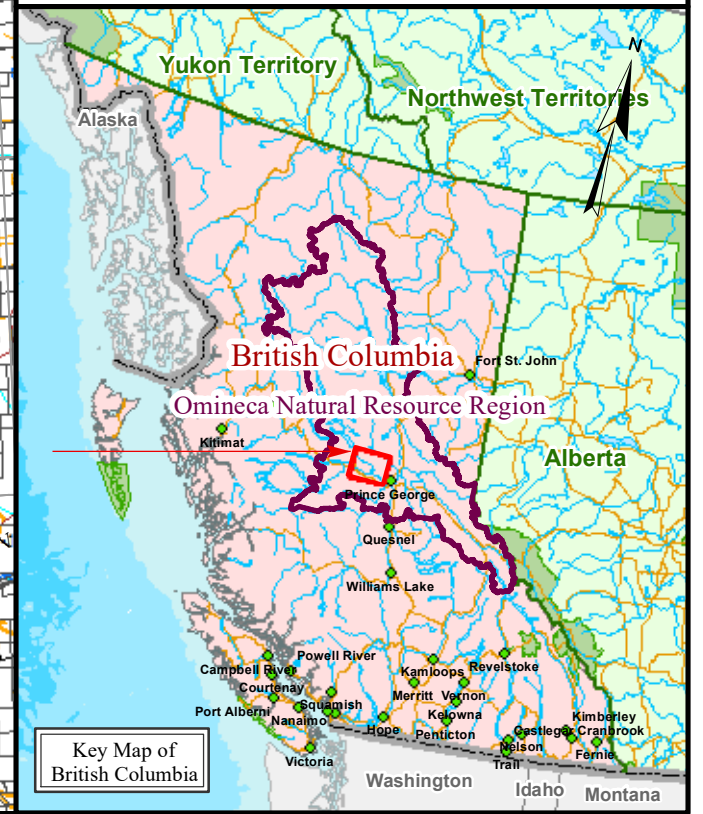 N
Yukon Territory
Northwest Territories
Alaska
British Columbia
Fort St. John
Omineca Natural Resource Region
Kitimat
Alberta
Prince George
Quesnel
Williams Lake
Powell River
Campbell River
Kamloops
Revelstoke
Courtenay
Merritt
Vernon
Squamish
Port Alberni
Nanaimo
Kelowna
Kimberley
Hope
Penticton
Castlegar
Cranbrook
Nelson
Fernie
Trail
Victoria
Key Map of
British Columbia
Washington
Idaho
Montana